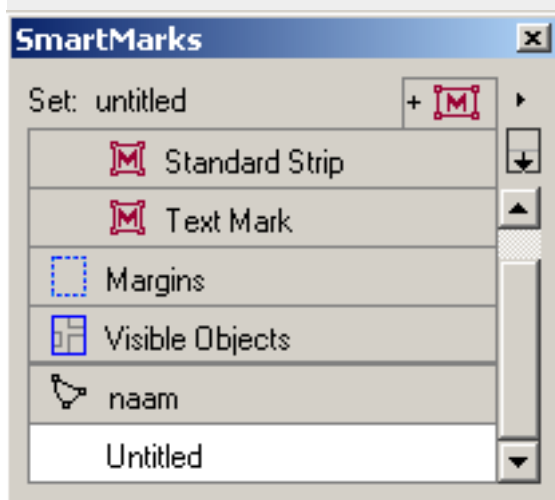 SmartMarks
Set: untitled
Standard Strip
Text Mark
Margins
Visible Objects
naam
Untitled